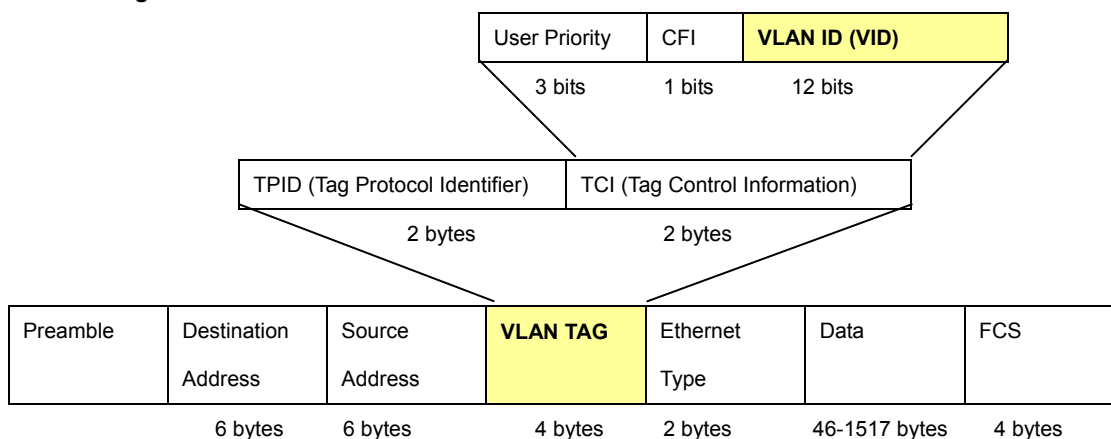 User Priority CFI VLAN ID (VID)
3 bits 1 bits 12 bits
TPID (Tag Protocol Identifier) TCI (Tag Control Information)
2 bytes 2 bytes
Preamble Destination Address Source Address VLAN TAG Ethernet Type Data FCS
6 bytes 6 bytes 4 bytes 2 bytes 46-1517 bytes 4 bytes